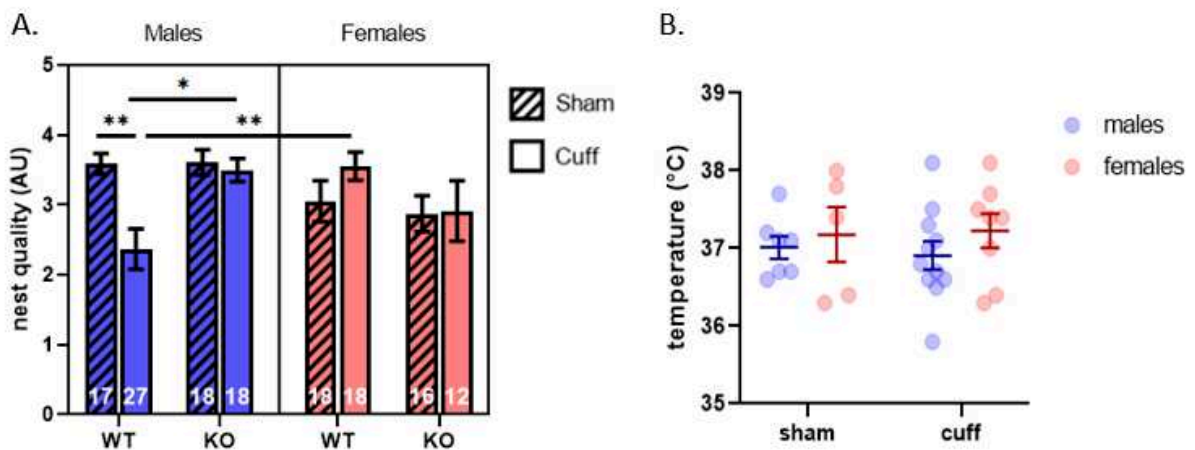 A.
Males Females
5
4
3
2
1
0
nest quality (AU)
* 
** **
17 27 18 18 18 18 16 12
WT KO WT KO
Sham
Cuff
B.
39
38
37
36
35
temperature (°C)
sham cuff
males
females